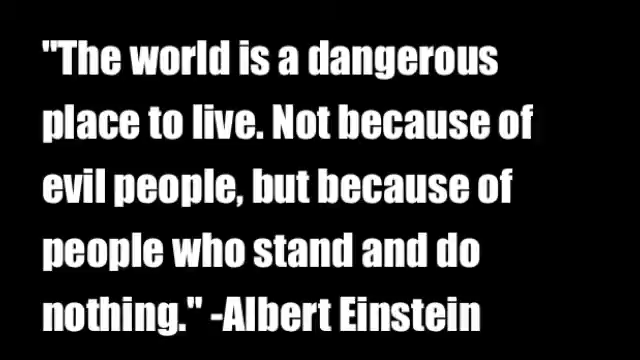 "The world is a dangerous
place to live. Not because of
evil people, but because of
people who stand and do
nothing." -Albert Einstein